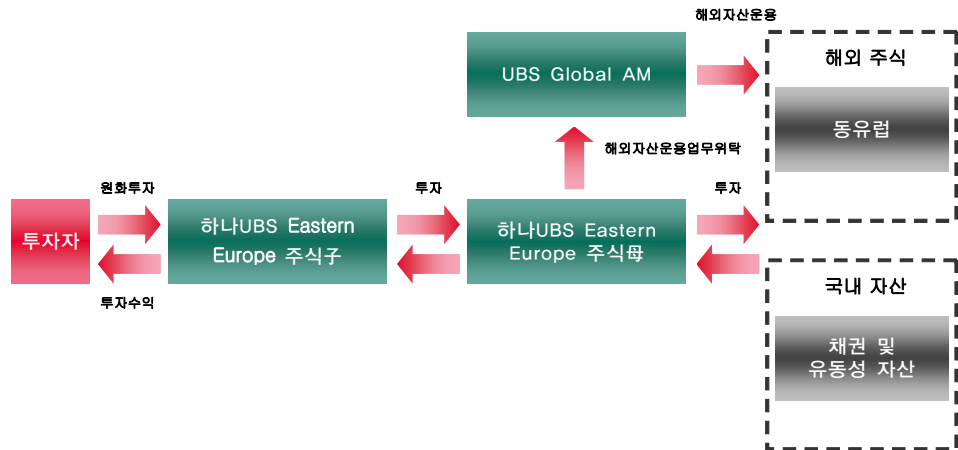 해외자산운용
UBS Global AM
해외 주식
동유럽
해외자산운용업무위탁
원화투자
투자
투자
투자자
하나UBS Eastern
Europe 주식子
하나UBS Eastern
Europe 주식母
투자수익
국내 자산
채권 및
유동성 자산